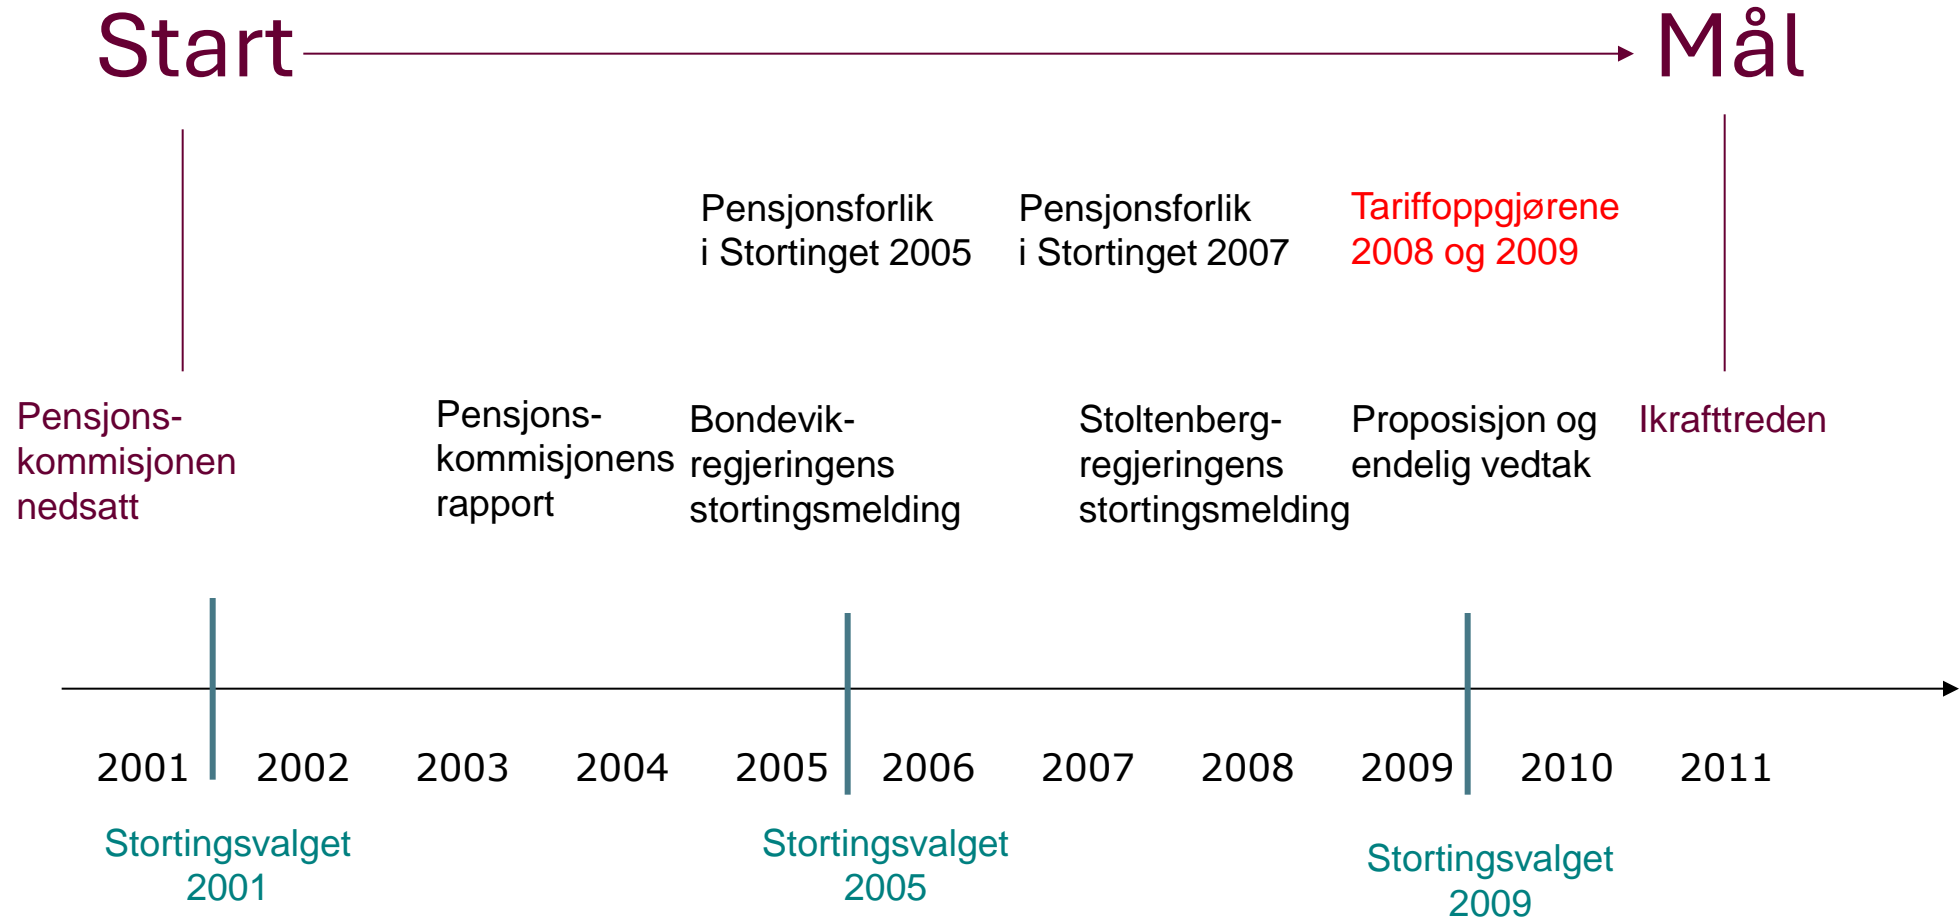 Start
Mål
Pensjonsforlik
i Stortinget 2005
Pensjonsforlik
i Stortinget 2007
Tariffoppgjørene
2008 og 2009
Pensjons-
kommisjonen
nedsatt
Pensjons-
kommisjonens
rapport
Bondevik-
regjeringens
stortingsmelding
Stoltenberg-
regjeringens
stortingsmelding
Proposisjon og
endelig vedtak
Ikrafttreden
2001 2002 2003 2004 2005 2006 2007 2008 2009 2010 2011
Stortingsvalget
2001
Stortingsvalget
2005
Stortingsvalget
2009